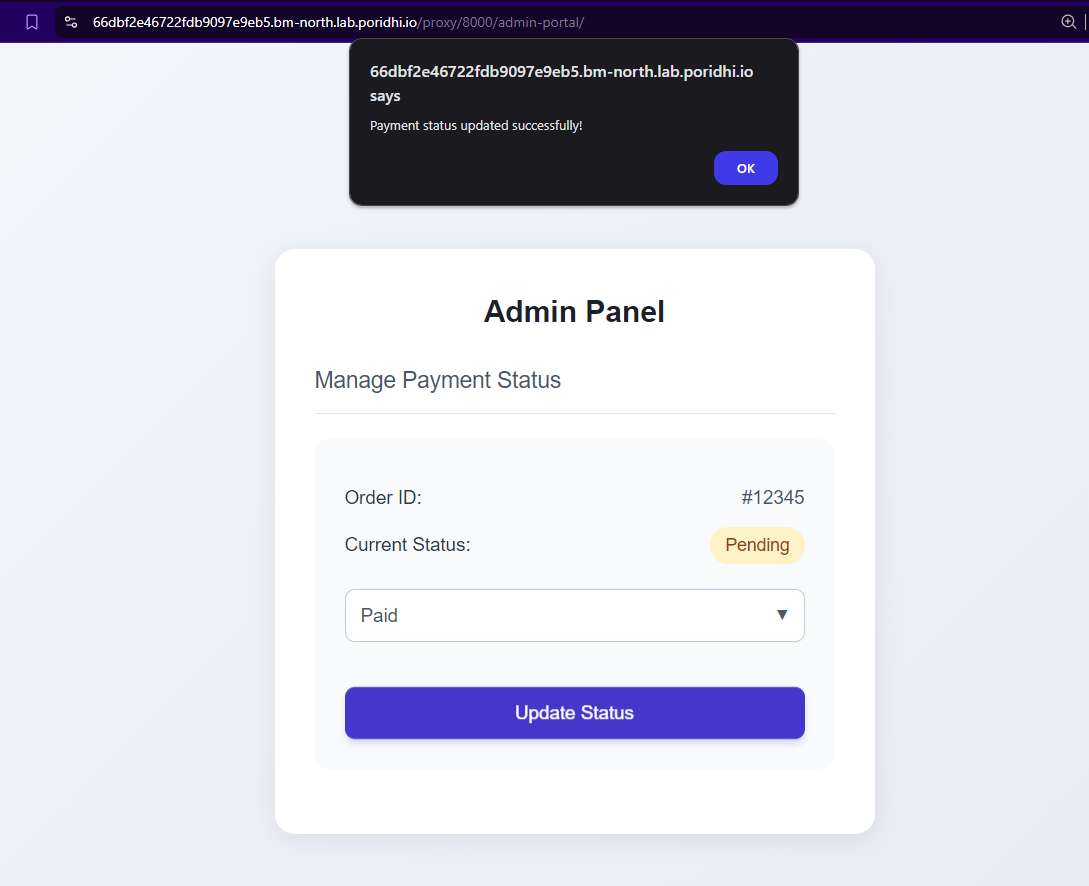 66dbf2e46722fdb9097e9eb5.bm-north.lab.poridhi.io/proxy/8000/admin-portal/
66dbf2e46722fdb9097e9eb5.bm-north.lab.poridhi.io
says
Payment status updated successfully!
OK
Admin Panel
Manage Payment Status
Order ID: #12345
Current Status: Pending
Paid ▼
Update Status